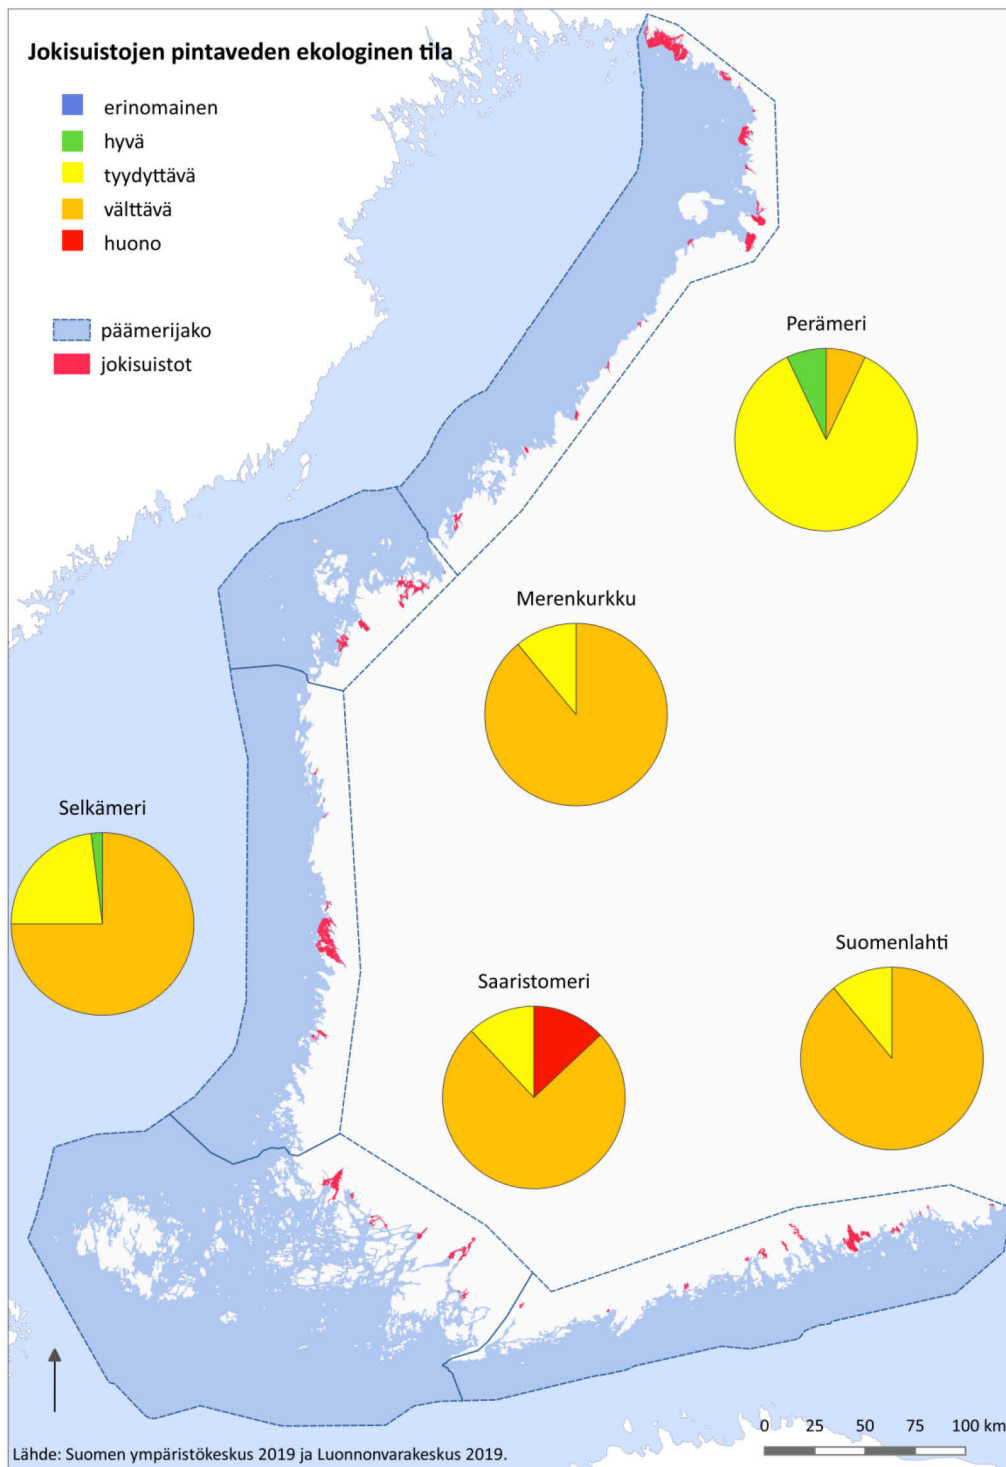 Jokisuistojen pintaveden ekologinen tila
erinomainen
hyvä
tyydyttävä
välttävä
huono
päämerijako
jokisuistot
Perämeri
Merenkurkku
Selkämeri
Saaristomeri
Suomenlahti
0 25 50 75 100 km
Lähde: Suomen ympäristökeskus 2019 ja Luonnonvarakeskus 2019.